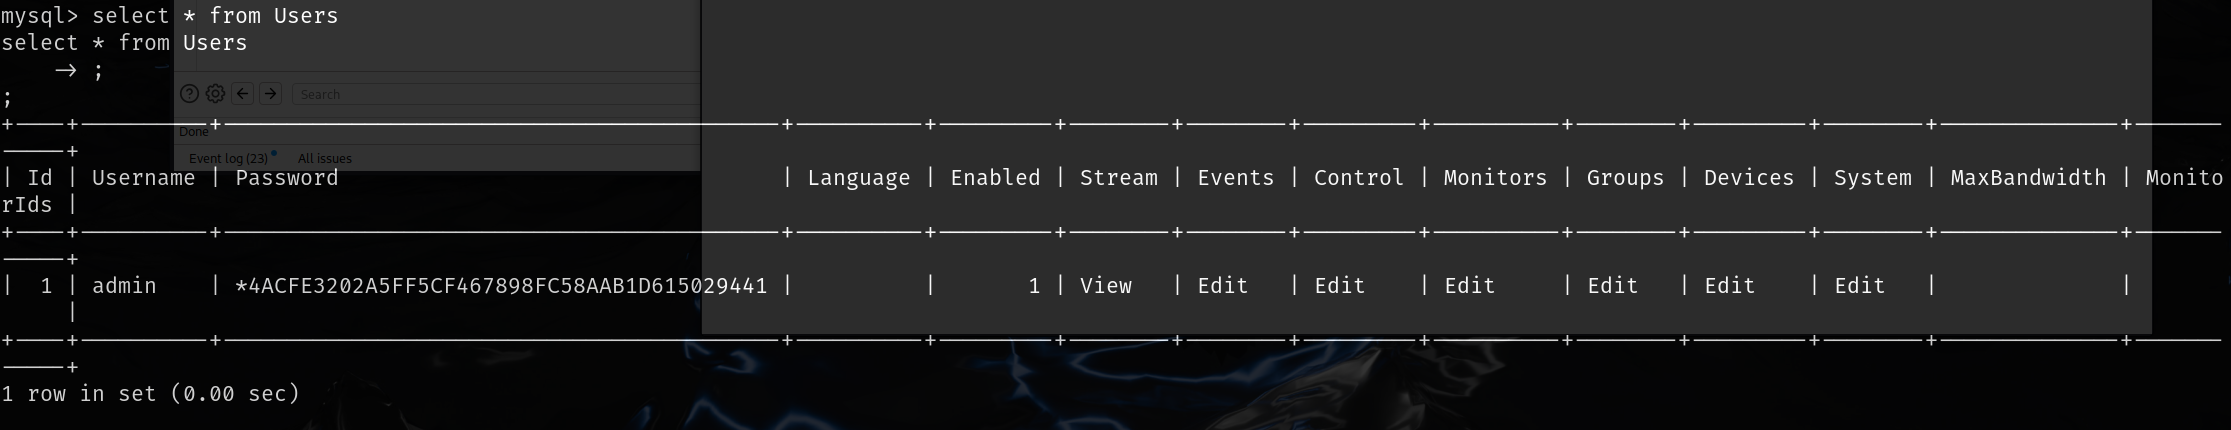 mysql> select * from Users
select * from Users
    -> ;
;
Search
Done
Event log (23) All issues
+----+----------+-------------------------------------------+----------+---------+--------+--------+---------+----------+--------+---------+--------+--------------+-------
-----+
| Id | Username | Password                                  | Language | Enabled | Stream | Events | Control | Monitors | Groups | Devices | System | MaxBandwidth | Monito
rIds |
+----+----------+-------------------------------------------+----------+---------+--------+--------+---------+----------+--------+---------+--------+--------------+-------
-----+
|  1 | admin    | *4ACFE3202A5FF5CF467898FC58AAB1D615029441 |          |       1 | View   | Edit   | Edit    | Edit     | Edit   | Edit    | Edit   |              |
     |
+----+----------+-------------------------------------------+----------+---------+--------+--------+---------+----------+--------+---------+--------+--------------+-------
-----+
1 row in set (0.00 sec)